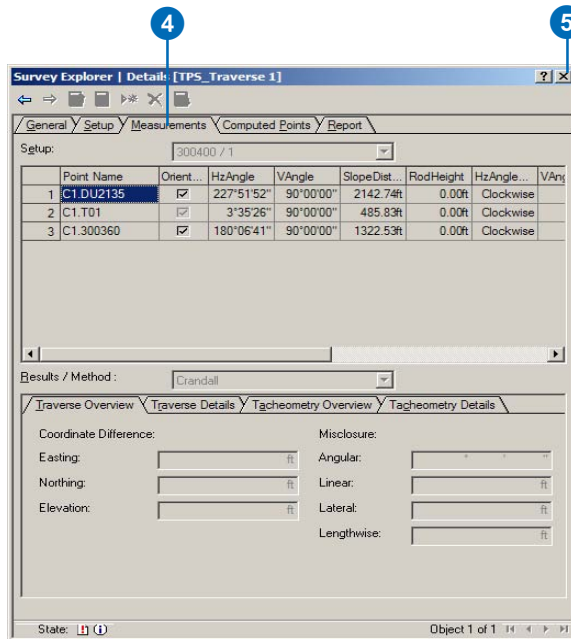 4
5
Survey Explorer | Details [TPS_Traverse 1]
General Setup Measurements Computed Points Report
Setup: 300400 / 1
Point Name Orient... HzAngle VAngle SlopeDist... RodHeight HzAngle... VAng
1 C1.DU2135 227°51'52" 90°00'00" 2142.74ft 0.00ft Clockwise
2 C1.T01 3°35'26" 90°00'00" 485.83ft 0.00ft Clockwise
3 C1.300360 180°06'41" 90°00'00" 1322.53ft 0.00ft Clockwise
Results / Method : Crandall
Traverse Overview Traverse Details Tacheometry Overview Tacheometry Details
Coordinate Difference: Misclosure:
Easting: ft Angular: ° ' "
Northing: ft Linear: ft
Elevation: ft Lateral: ft
Lengthwise: ft
State: Object 1 of 1